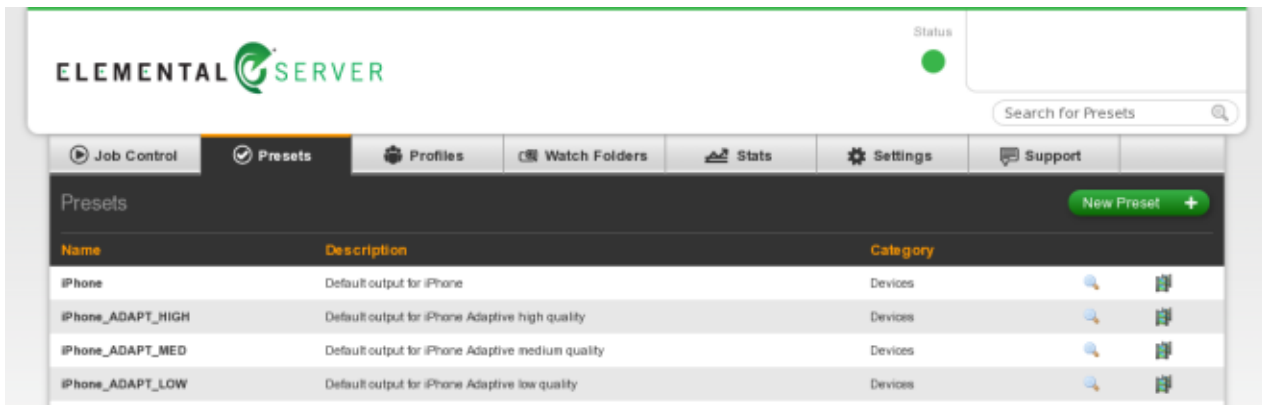 Status
ELEMENTAL SERVER
Search for Presets
Job Control Presets Profiles Watch Folders Stats Settings Support
Presets New Preset +
Name Description Category
iPhone Default output for iPhone Devices
iPhone_ADAPT_HIGH Default output for iPhone Adaptive high quality Devices
iPhone_ADAPT_MED Default output for iPhone Adaptive medium quality Devices
iPhone_ADAPT_LOW Default output for iPhone Adaptive low quality Devices